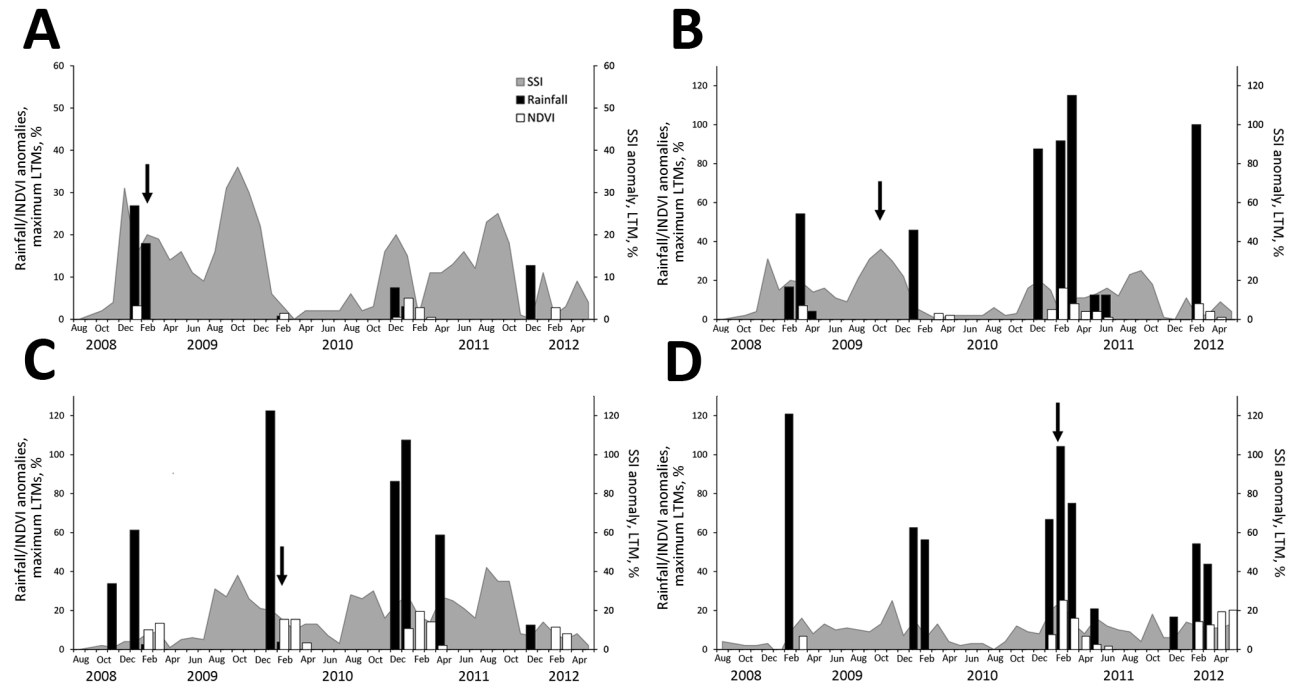 A
60
50
40
30
20
10
0
Rainfall/INDVI anomalies,
maximum LTMs, %
60
50
40
30
20
10
0
SSI anomaly, LTM, %
SSI
Rainfall
NDVI
Aug Oct Dec Feb Apr Jun Aug Oct Dec Feb Apr Jun Aug Oct Dec Feb Apr Jun Aug Oct Dec Feb Apr
2008 2009 2010 2011 2012
B
120
100
80
60
40
20
0
Rainfall/INDVI anomalies,
maximum LTMs, %
120
100
80
60
40
20
0
SSI anomaly, LTM, %
Aug Oct Dec Feb Apr Jun Aug Oct Dec Feb Apr Jun Aug Oct Dec Feb Apr Jun Aug Oct Dec Feb Apr
2008 2009 2010 2011 2012
C
120
100
80
60
40
20
0
Rainfall/INDVI anomalies,
maximum LTMs, %
120
100
80
60
40
20
0
SSI anomaly, LTM, %
Aug Oct Dec Feb Apr Jun Aug Oct Dec Feb Apr Jun Aug Oct Dec Feb Apr Jun Aug Oct Dec Feb Apr
2008 2009 2010 2011 2012
D
120
100
80
60
40
20
0
Rainfall/INDVI anomalies,
maximum LTMs, %
120
100
80
60
40
20
0
SSI anomaly, LTM, %
Aug Oct Dec Feb Apr Jun Aug Oct Dec Feb Apr Jun Aug Oct Dec Feb Apr Jun Aug Oct Dec Feb Apr
2008 2009 2010 2011 2012